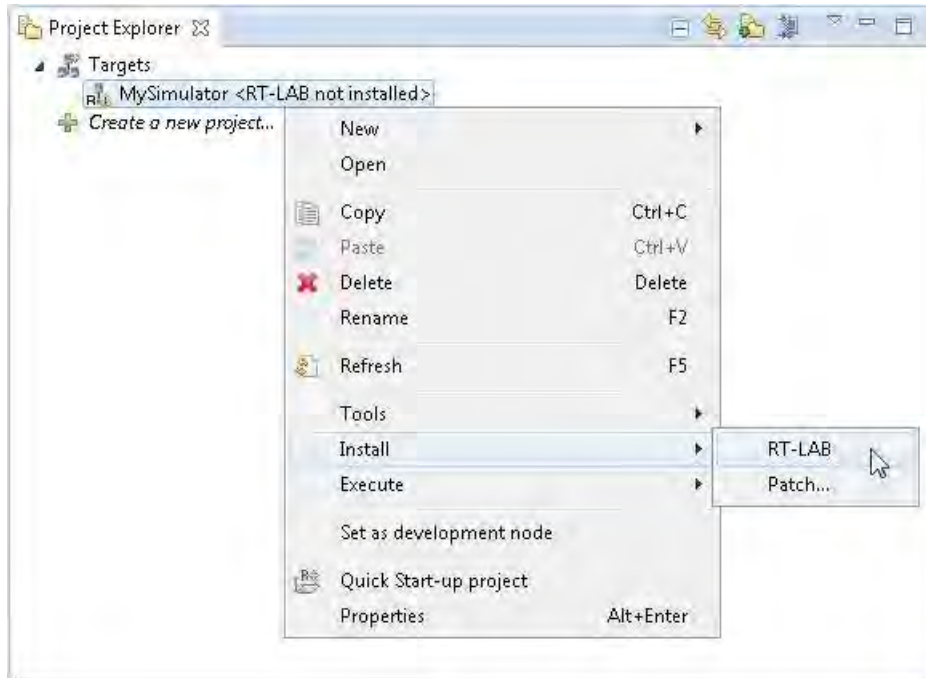 Project Explorer
Targets
MySimulator <RT-LAB not installed>
Create a new project...
New
Open
Copy Ctrl+C
Paste Ctrl+V
Delete Delete
Rename F2
Refresh F5
Tools
Install
RT-LAB
Execute
Patch...
Set as development node
Quick Start-up project
Properties Alt+Enter